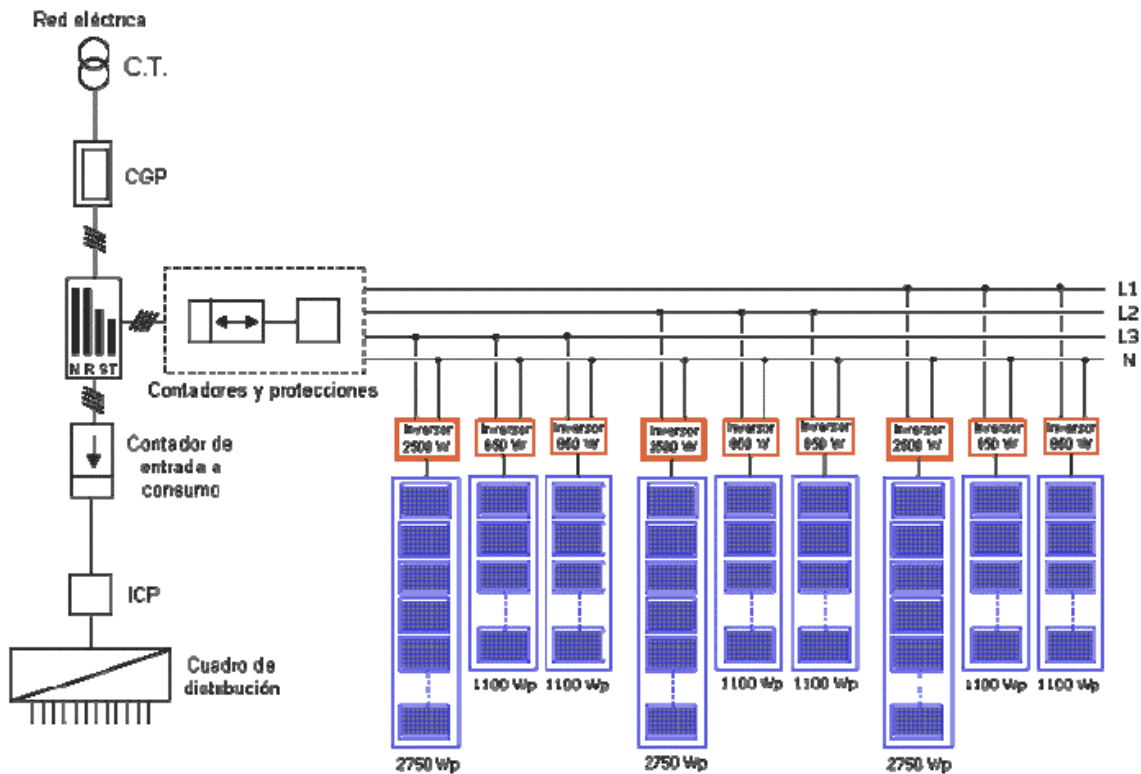 Red eléctrica
C.T.
CGP
N R S T
Contadores y protecciones
L1
L2
L3
N
Contador de
entrada a
consumo
ICP
Cuadro de
distribución
Inversor
2500 W
Inversor
850 W
Inversor
850 W
Inversor
2500 W
Inversor
850 W
Inversor
850 W
Inversor
2500 W
Inversor
850 W
Inversor
850 W
1100 Wp
1100 Wp
1100 Wp
1100 Wp
1100 Wp
1100 Wp
2750 Wp
2750 Wp
2750 Wp